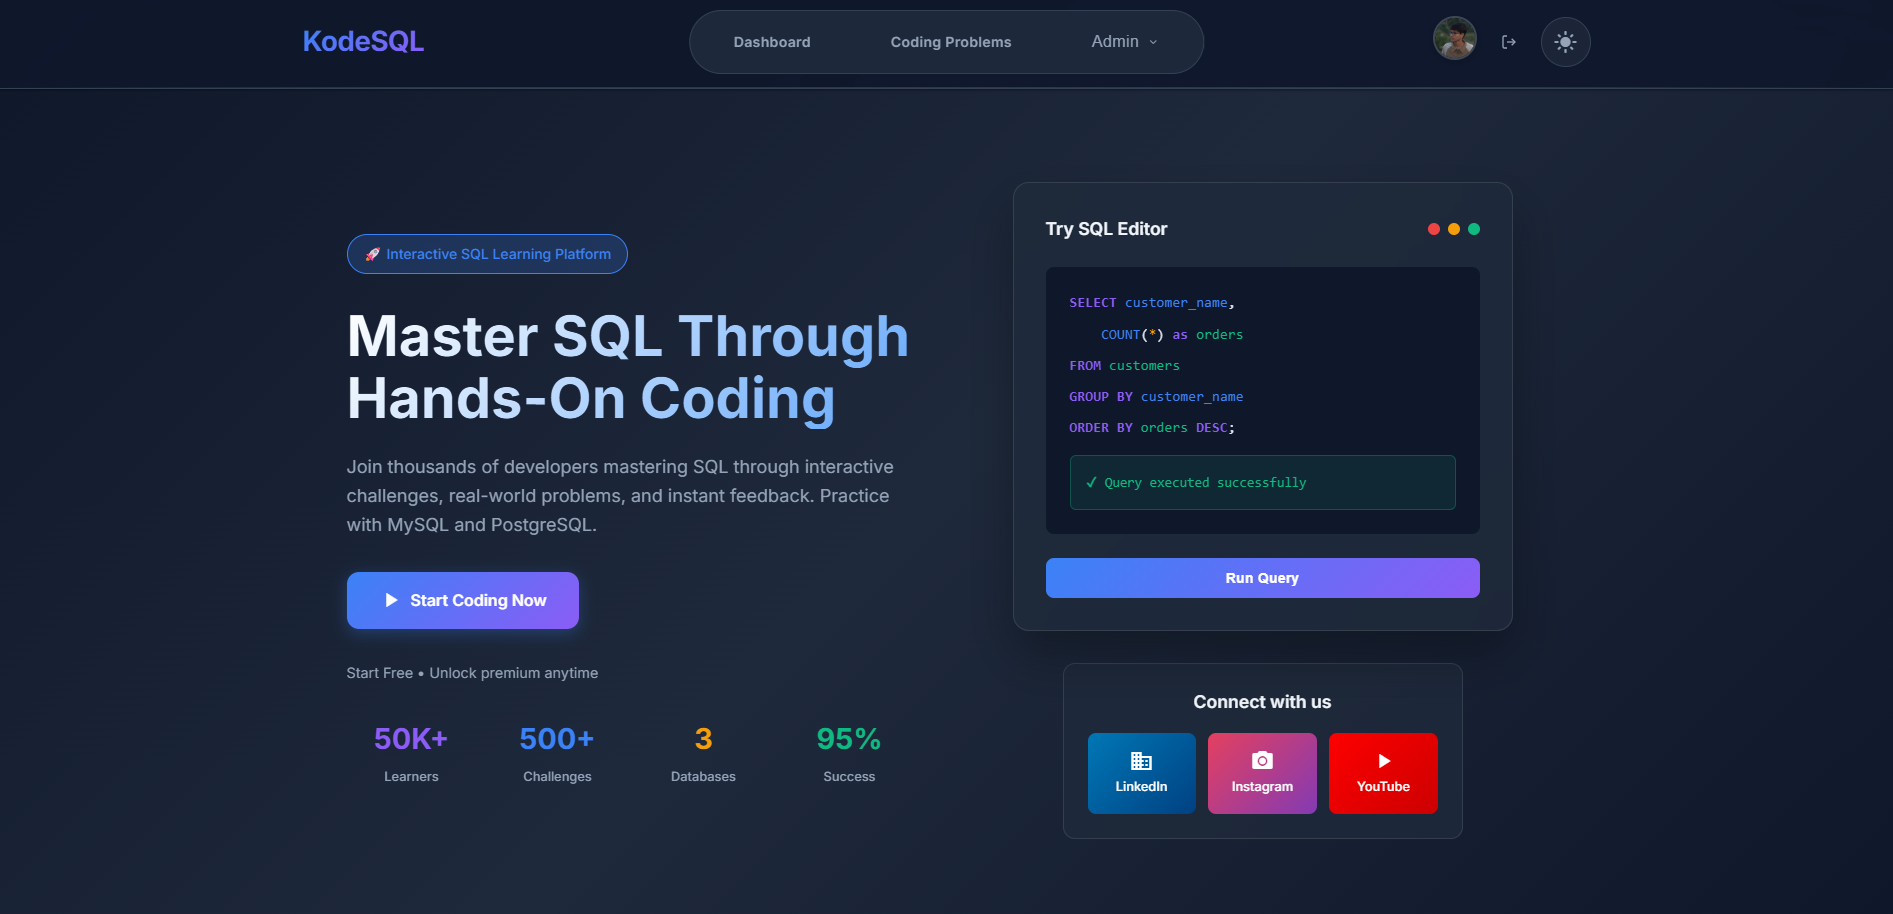 KodeSQL
Dashboard
Coding Problems
Admin
🚀 Interactive SQL Learning Platform
Master SQL Through
Hands-On Coding
Join thousands of developers mastering SQL through interactive
challenges, real-world problems, and instant feedback. Practice
with MySQL and PostgreSQL.
Start Coding Now
Start Free • Unlock premium anytime
50K+
Learners
500+
Challenges
3
Databases
95%
Success
Try SQL Editor
SELECT customer_name,
    COUNT(*) as orders
FROM customers
GROUP BY customer_name
ORDER BY orders DESC;
✓ Query executed successfully
Run Query
Connect with us
LinkedIn
Instagram
YouTube